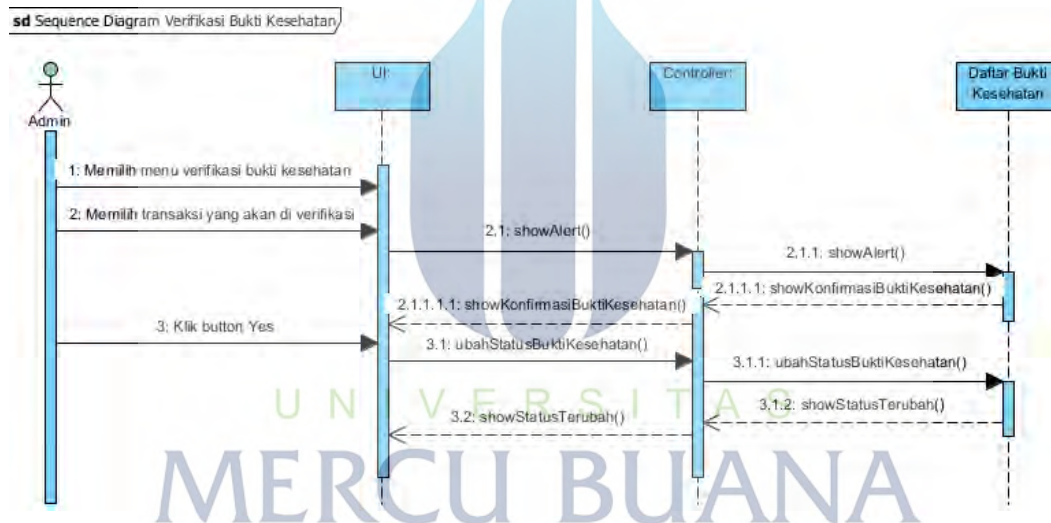 sd Sequence Diagram Verifikasi Bukti Kesehatan
Admin
UI:
Controller:
Daftar Bukti
Kesehatan
1: Memilih menu verifikasi bukti kesehatan
2: Memilih transaksi yang akan di verifikasi
2.1: showAlert()
2.1.1: showAlert()
2.1.1.1: showKonfirmasiBuktiKesehatan()
2.1.1.1.1: showKonfirmasiBuktiKesehatan()
3: Klik button Yes
3.1: ubahStatusBuktiKesehatan()
3.1.1: ubahStatusBuktiKesehatan()
3.1.2: showStatusTerubah()
3.2: showStatusTerubah()
UNIVERSITAS
MERCU BUANA